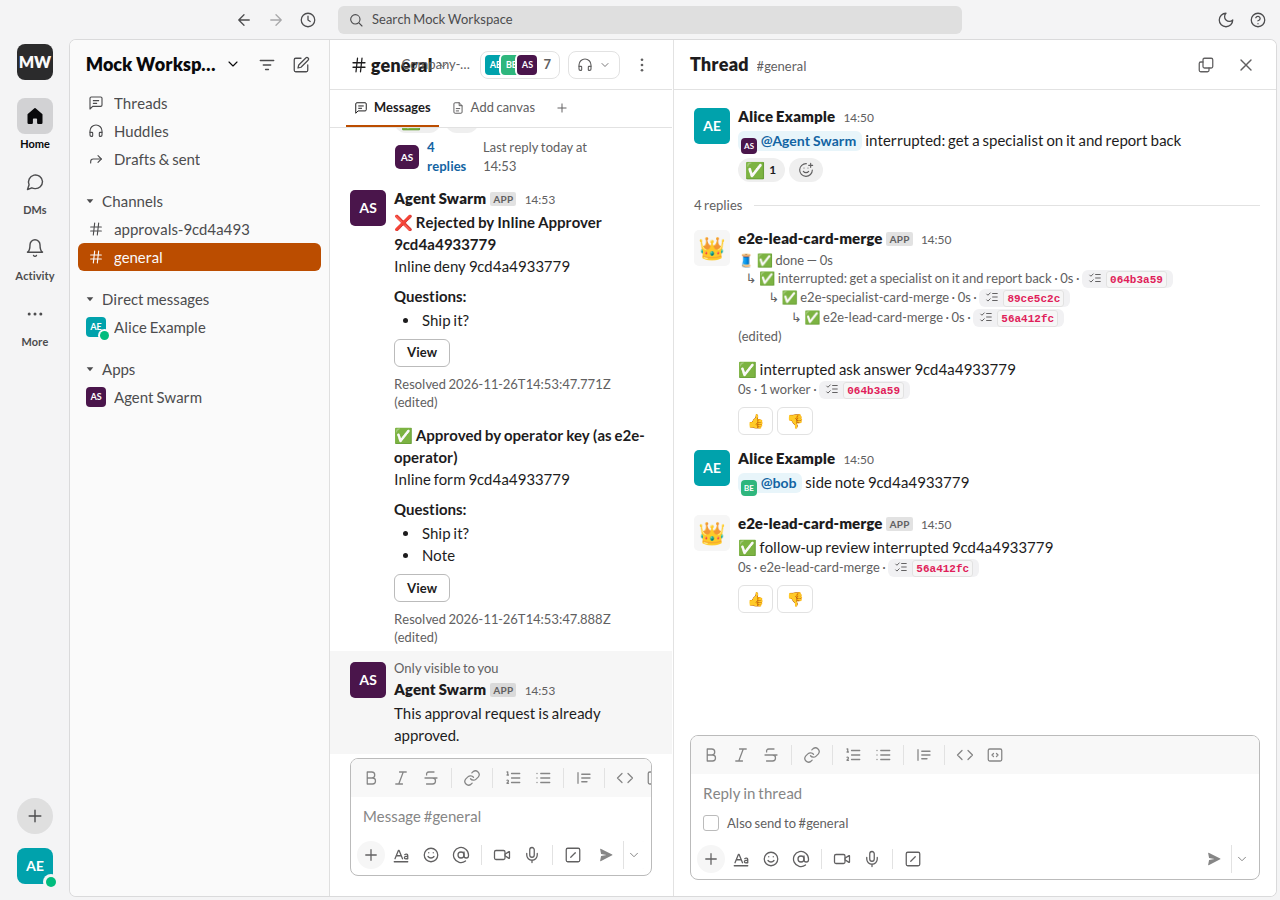 Search Mock Workspace
MW
Home
DMs
Activity
More
AE
Mock Worksp...
Threads
Huddles
Drafts & sent
Channels
# approvals-9cd4a493
# general
Direct messages
AE Alice Example
Apps
AS Agent Swarm
# general
Company-...
AE BE AS 7
Messages
Add canvas
AS 4 replies Last reply today at 14:53
AS
Agent Swarm APP 14:53
❌ Rejected by Inline Approver
9cd4a4933779
Inline deny 9cd4a4933779
Questions:
• Ship it?
View
Resolved 2026-11-26T14:53:47.771Z
(edited)
✅ Approved by operator key (as e2e-
operator)
Inline form 9cd4a4933779
Questions:
• Ship it?
• Note
View
Resolved 2026-11-26T14:53:47.888Z
(edited)
Only visible to you
AS
Agent Swarm APP 14:53
This approval request is already
approved.
B I S
Message #general
Aa
Thread #general
AE
Alice Example 14:50
AS @Agent Swarm interrupted: get a specialist on it and report back
✅ 1
4 replies
e2e-lead-card-merge APP 14:50
🧵 ✅ done — 0s
↳ ✅ interrupted: get a specialist on it and report back · 0s · 064b3a59
↳ ✅ e2e-specialist-card-merge · 0s · 89ce5c2c
↳ ✅ e2e-lead-card-merge · 0s · 56a412fc
(edited)
✅ interrupted ask answer 9cd4a4933779
0s · 1 worker · 064b3a59
👍 👎
AE
Alice Example 14:50
BE @bob side note 9cd4a4933779
e2e-lead-card-merge APP 14:50
✅ follow-up review interrupted 9cd4a4933779
0s · e2e-lead-card-merge · 56a412fc
👍 👎
B I S
Reply in thread
Also send to #general
Aa